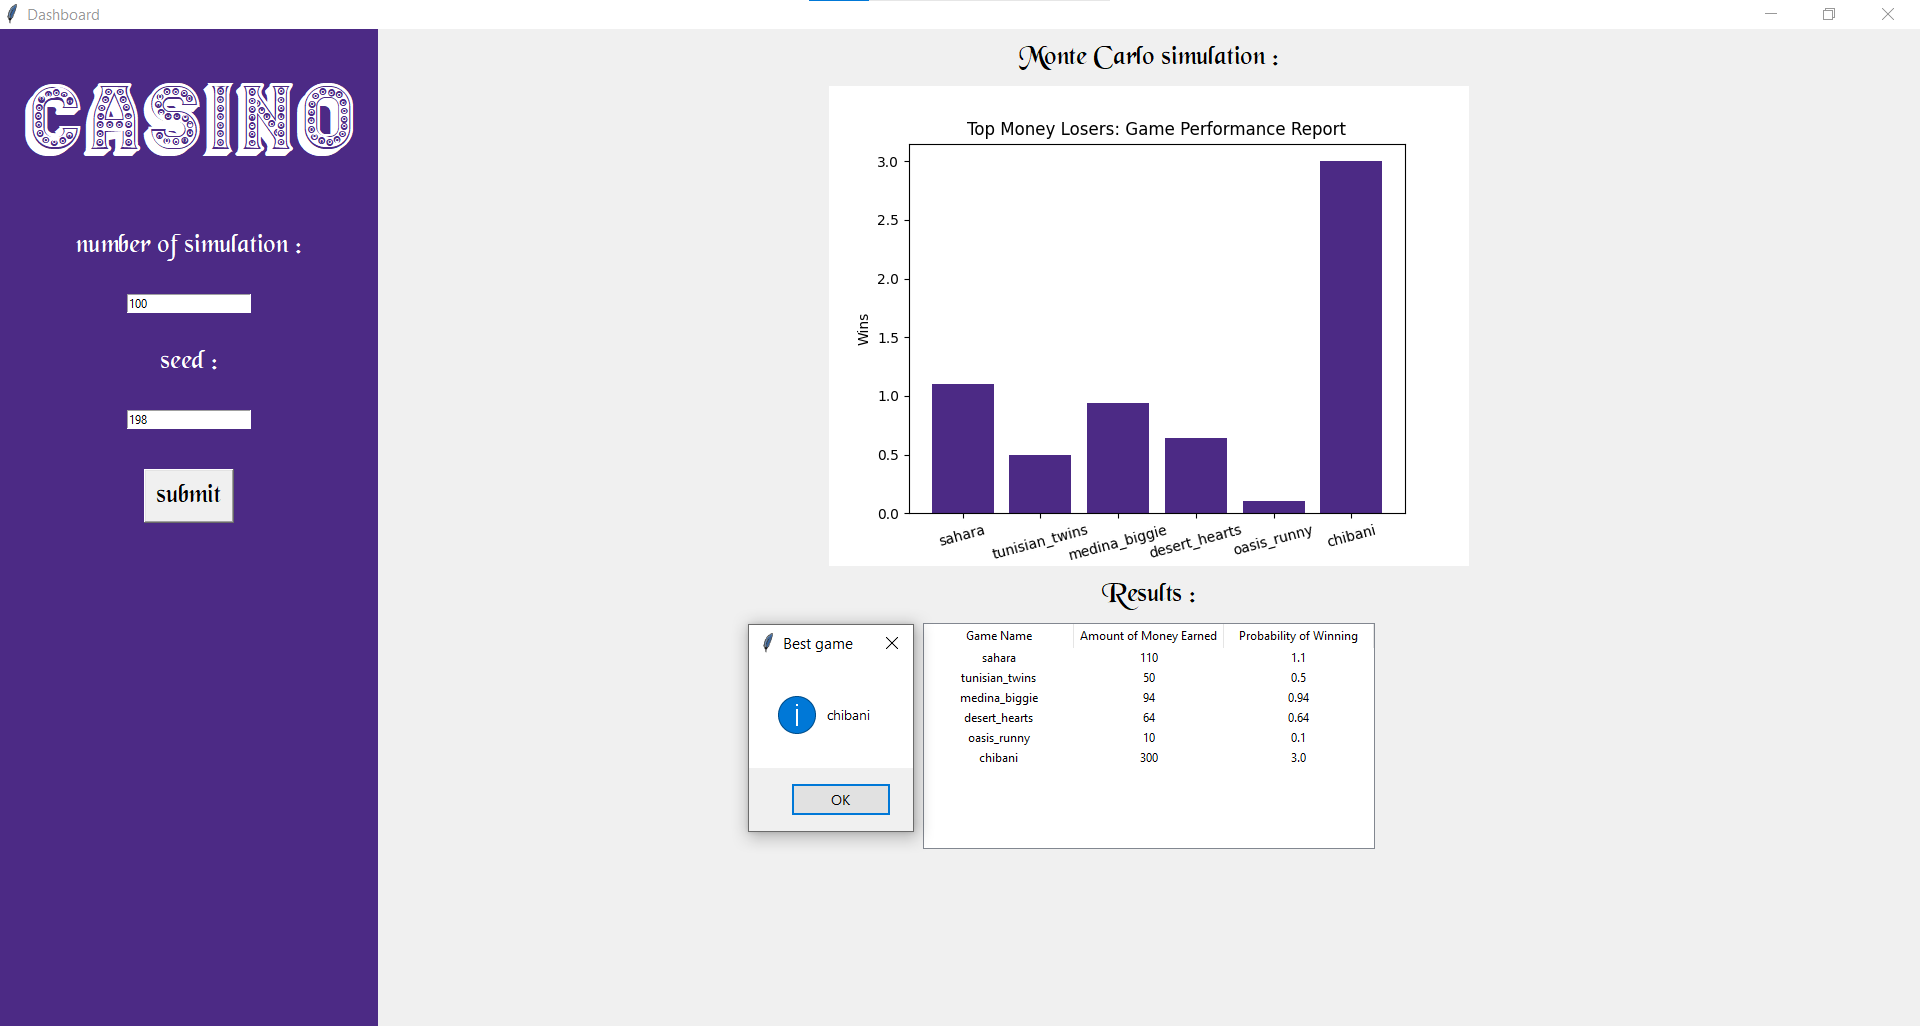 Dashboard
CASINO
number of simulation :
100
seed :
198
submit
Monte Carlo simulation :
Top Money Losers: Game Performance Report
Wins
3.0
2.5
2.0
1.5
1.0
0.5
0.0
sahara tunisian_twins medina_biggie desert_hearts oasis_runny chibani
Results :
Game Name Amount of Money Earned Probability of Winning
sahara 110 1.1
tunisian_twins 50 0.5
medina_biggie 94 0.94
desert_hearts 64 0.64
oasis_runny 10 0.1
chibani 300 3.0
Best game
chibani
OK